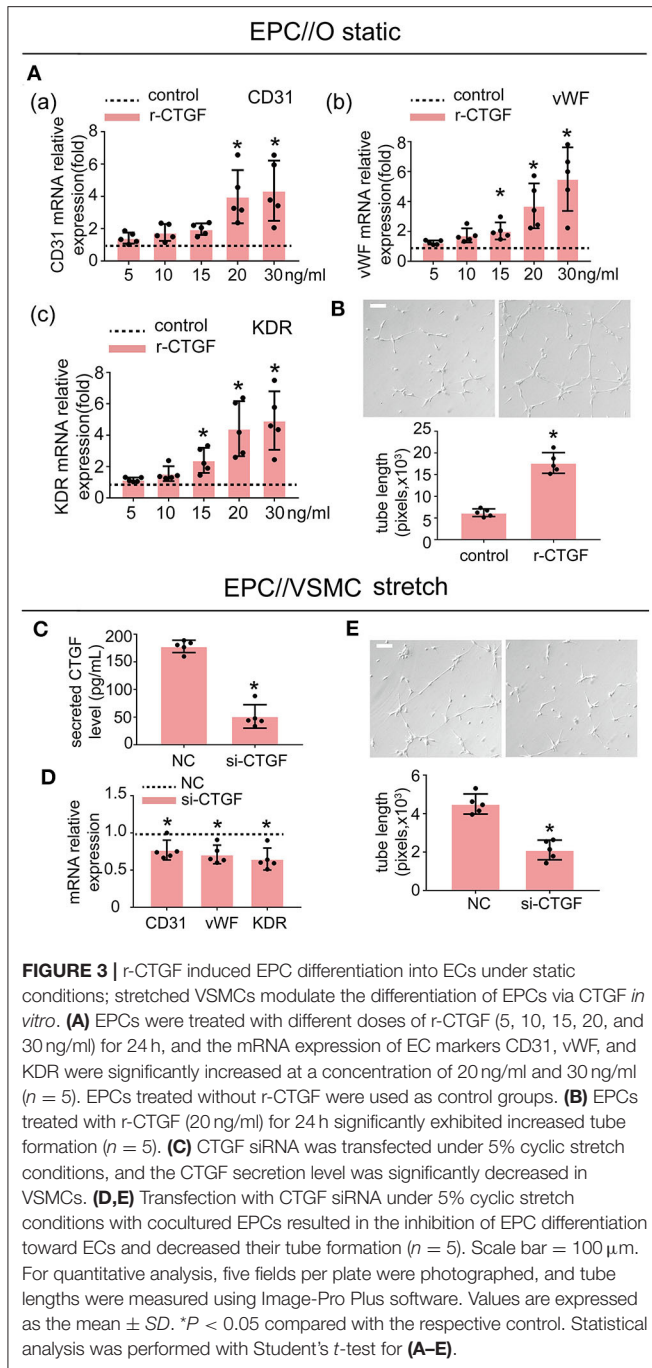 EPC//O static
A
(a)
control
r-CTGF
CD31
CD31 mRNA relative
expression(fold)
8
6
4
2
0
*
*
5 10 15 20 30 ng/ml
(b)
control
r-CTGF
vWF
vWF mRNA relative
expression(fold)
8
6
4
2
0
*
*
*
5 10 15 20 30 ng/ml
(c)
control
r-CTGF
KDR
KDR mRNA relative
expression(fold)
8
6
4
2
0
*
*
*
5 10 15 20 30ng/ml
B
tube length
(pixels,x10³)
25
20
15
10
5
0
*
control r-CTGF
EPC//VSMC stretch
C
secreted CTGF
level (pg/mL)
200
150
100
50
0
*
NC si-CTGF
D
NC
si-CTGF
mRNA relative
expression
1.5
1.0
0.5
0
* * *
CD31 vWF KDR
E
tube length
(pixels,x10³)
6
4
2
0
*
NC si-CTGF
FIGURE 3 | r-CTGF induced EPC differentiation into ECs under static
conditions; stretched VSMCs modulate the differentiation of EPCs via CTGF in
vitro. (A) EPCs were treated with different doses of r-CTGF (5, 10, 15, 20, and
30 ng/ml) for 24 h, and the mRNA expression of EC markers CD31, vWF, and
KDR were significantly increased at a concentration of 20 ng/ml and 30 ng/ml
(n = 5). EPCs treated without r-CTGF were used as control groups. (B) EPCs
treated with r-CTGF (20 ng/ml) for 24 h significantly exhibited increased tube
formation (n = 5). (C) CTGF siRNA was transfected under 5% cyclic stretch
conditions, and the CTGF secretion level was significantly decreased in
VSMCs. (D,E) Transfection with CTGF siRNA under 5% cyclic stretch
conditions with cocultured EPCs resulted in the inhibition of EPC differentiation
toward ECs and decreased their tube formation (n = 5). Scale bar = 100 μm.
For quantitative analysis, five fields per plate were photographed, and tube
lengths were measured using Image-Pro Plus software. Values are expressed
as the mean ± SD. *P < 0.05 compared with the respective control. Statistical
analysis was performed with Student's t-test for (A–E).